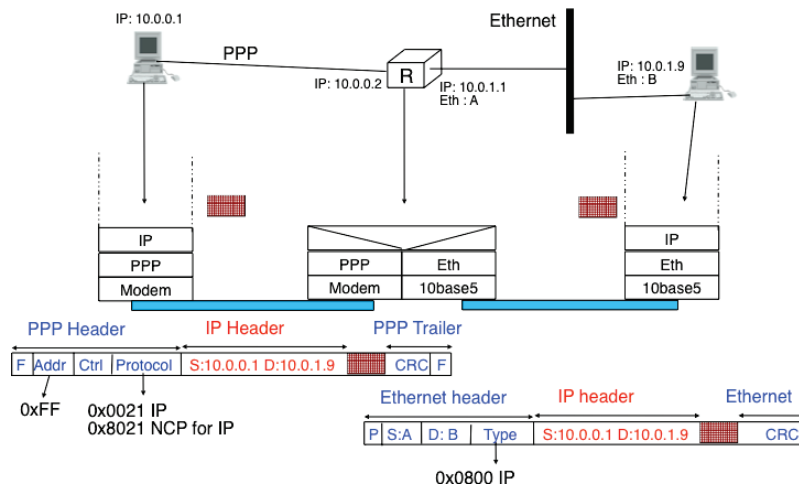 IP: 10.0.0.1
Ethernet
PPP
IP: 10.0.0.2
R
IP: 10.0.1.1
Eth : A
IP: 10.0.1.9
Eth : B
IP
PPP
Modem
PPP
Eth
Modem
10base5
IP
Eth
10base5
PPP Header
IP Header
PPP Trailer
F Addr Ctrl Protocol S:10.0.0.1 D:10.0.1.9 CRC F
0xFF
0x0021 IP
0x8021 NCP for IP
Ethernet header
IP header
Ethernet
P S:A D: B Type S:10.0.0.1 D:10.0.1.9 CRC
0x0800 IP